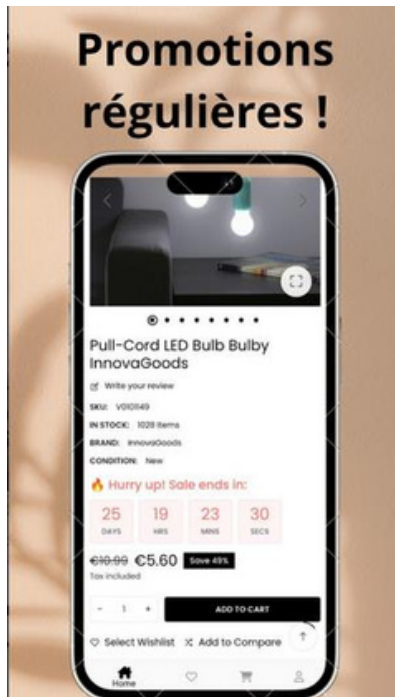 Promotions
régulières !
Pull-Cord LED Bulb Bulby
InnovaGoods
Write your review
SKU: V0101149
IN STOCK: 1028 Items
BRAND: InnovaGoods
CONDITION: New
🔥 Hurry up! Sale ends in:
25 19 23 30
DAYS HRS MINS SECS
€10.99 €5.60 Save 49%
Tax included
- 1 + ADD TO CART
Select Wishlist Add to Compare
Home